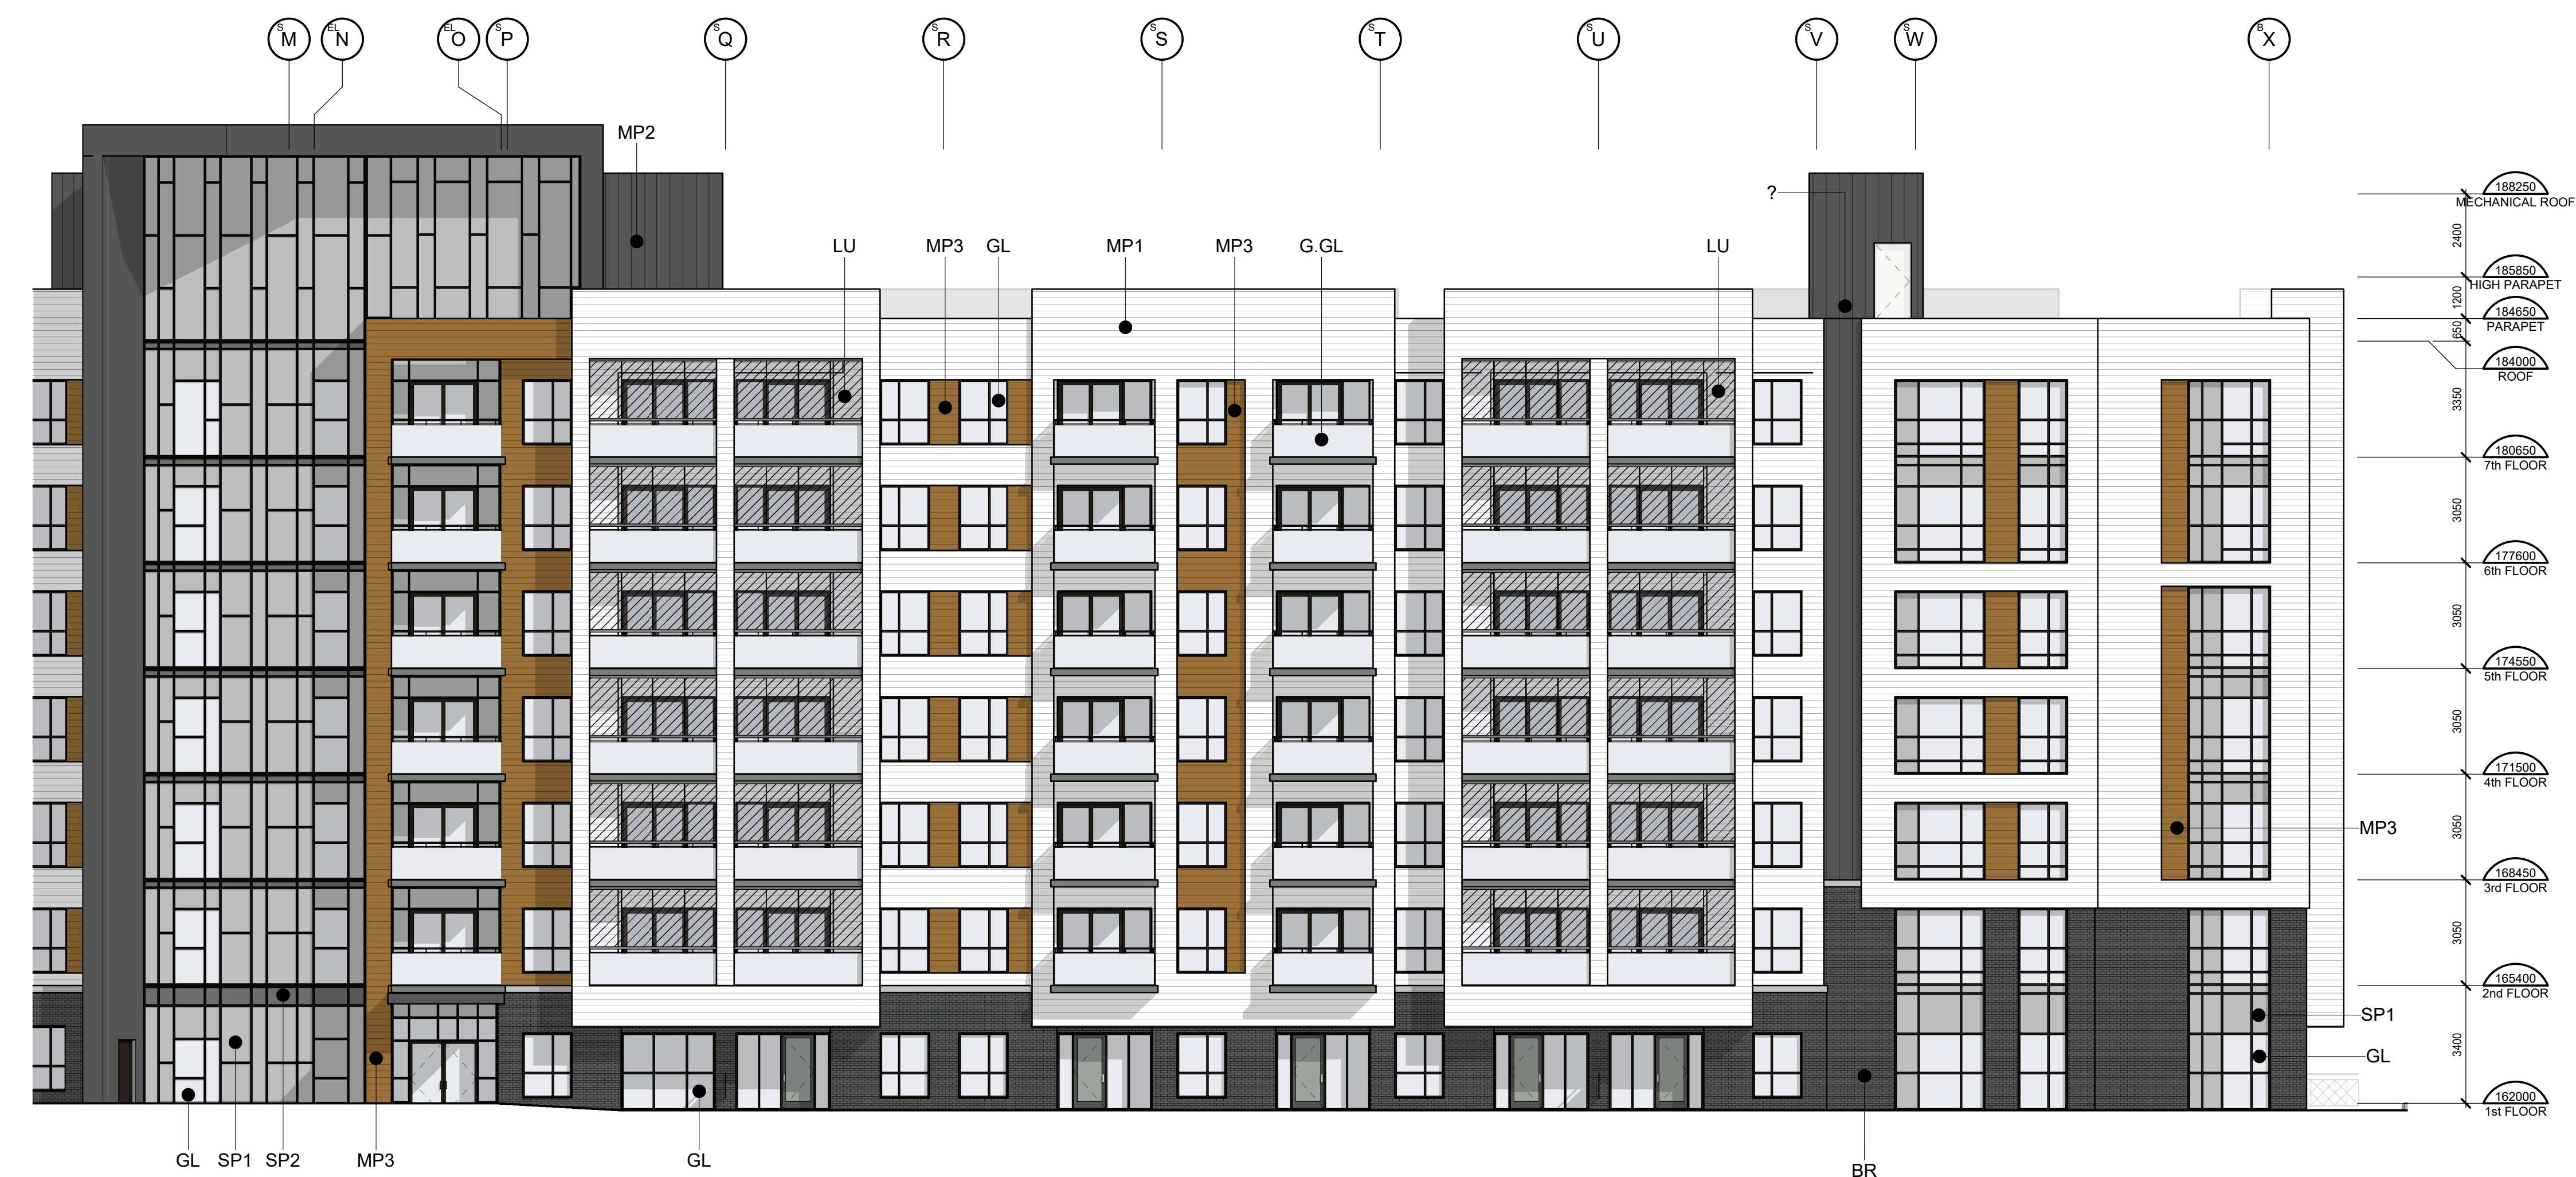 S M
EL N
EL O
S P
S Q
S R
S S
S T
S U
S V
S W
B X
MP2
?
188250
MECHANICAL ROOF
2400
LU
MP3
GL
MP1
MP3
G.GL
LU
185850
HIGH PARAPET
1200
184650
PARAPET
650
184000
ROOF
3350
180650
7th FLOOR
3050
177600
6th FLOOR
3050
174550
5th FLOOR
3050
171500
4th FLOOR
3050
MP3
168450
3rd FLOOR
3050
165400
2nd FLOOR
SP1
3400
GL
162000
1st FLOOR
GL
SP1
SP2
MP3
GL
BR